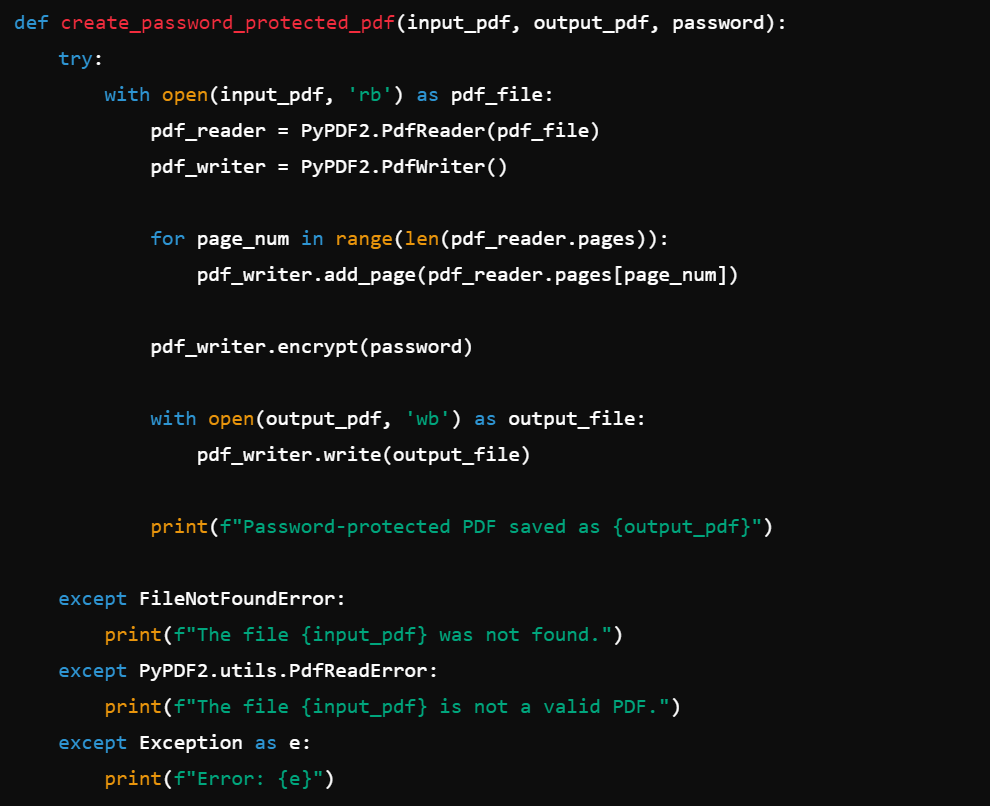 def create_password_protected_pdf(input_pdf, output_pdf, password):
    try:
        with open(input_pdf, 'rb') as pdf_file:
            pdf_reader = PyPDF2.PdfReader(pdf_file)
            pdf_writer = PyPDF2.PdfWriter()

            for page_num in range(len(pdf_reader.pages)):
                pdf_writer.add_page(pdf_reader.pages[page_num])

            pdf_writer.encrypt(password)

            with open(output_pdf, 'wb') as output_file:
                pdf_writer.write(output_file)

            print(f"Password-protected PDF saved as {output_pdf}")

    except FileNotFoundError:
        print(f"The file {input_pdf} was not found.")
    except PyPDF2.utils.PdfReadError:
        print(f"The file {input_pdf} is not a valid PDF.")
    except Exception as e:
        print(f"Error: {e}")